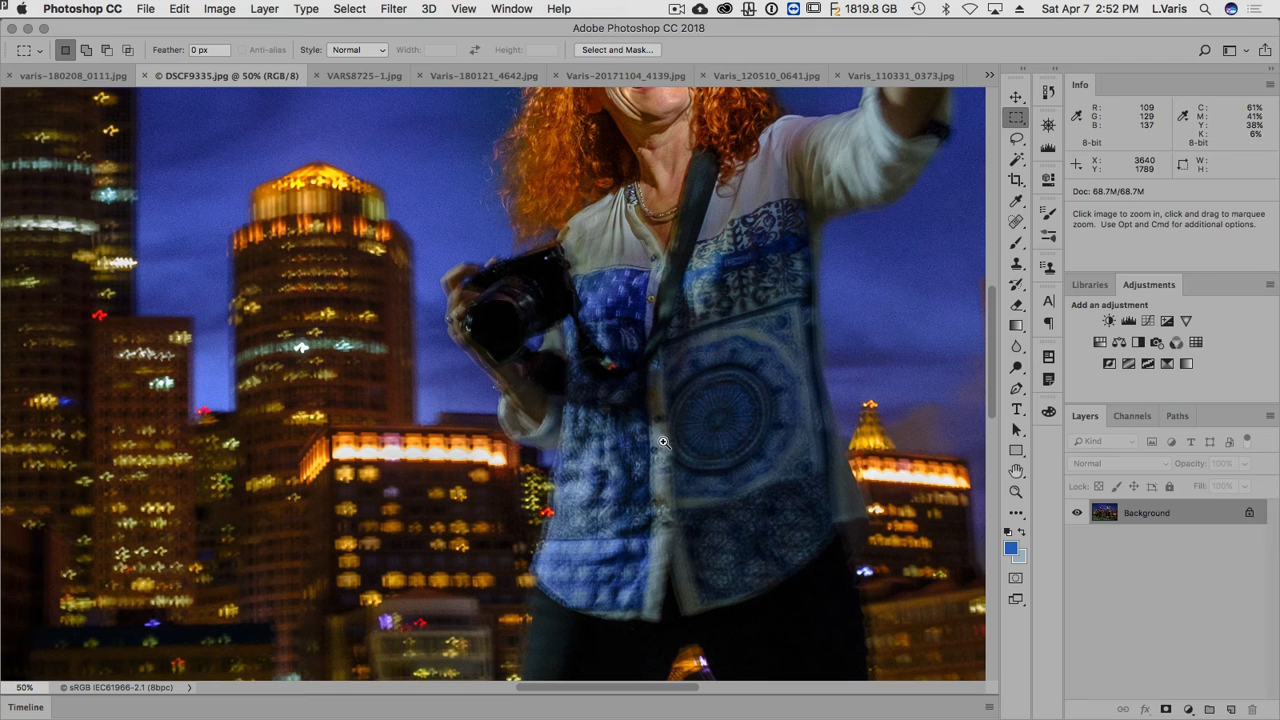 Photoshop CC File Edit Image Layer Type Select Filter 3D View Window Help 1819.8 GB Sat Apr 7 2:52 PM L.Varis
Adobe Photoshop CC 2018
Feather: 0 px Anti-alias Style: Normal Width: Height: Select and Mask...
varis-180208_0111.jpg © DSCF9335.jpg @ 50% (RGB/8) VARS8725-1.jpg Varis-180121_4642.jpg Varis-20171104_4139.jpg Varis_120510_0641.jpg Varis_110331_0373.jpg
Info
R: 109 C: 61%
G: 129 M: 41%
B: 137 Y: 38%
K: 6%
8-bit 8-bit
X: 3640 W:
Y: 1789 H:
Doc: 68.7M/68.7M
Click image to zoom in, click and drag to marquee
zoom. Use Opt and Cmd for additional options.
Libraries Adjustments
Add an adjustment
Layers Channels Paths
Kind
Normal Opacity: 100%
Lock: Fill: 100%
Background
50% © sRGB IEC61966-2.1 (8bpc)
Timeline